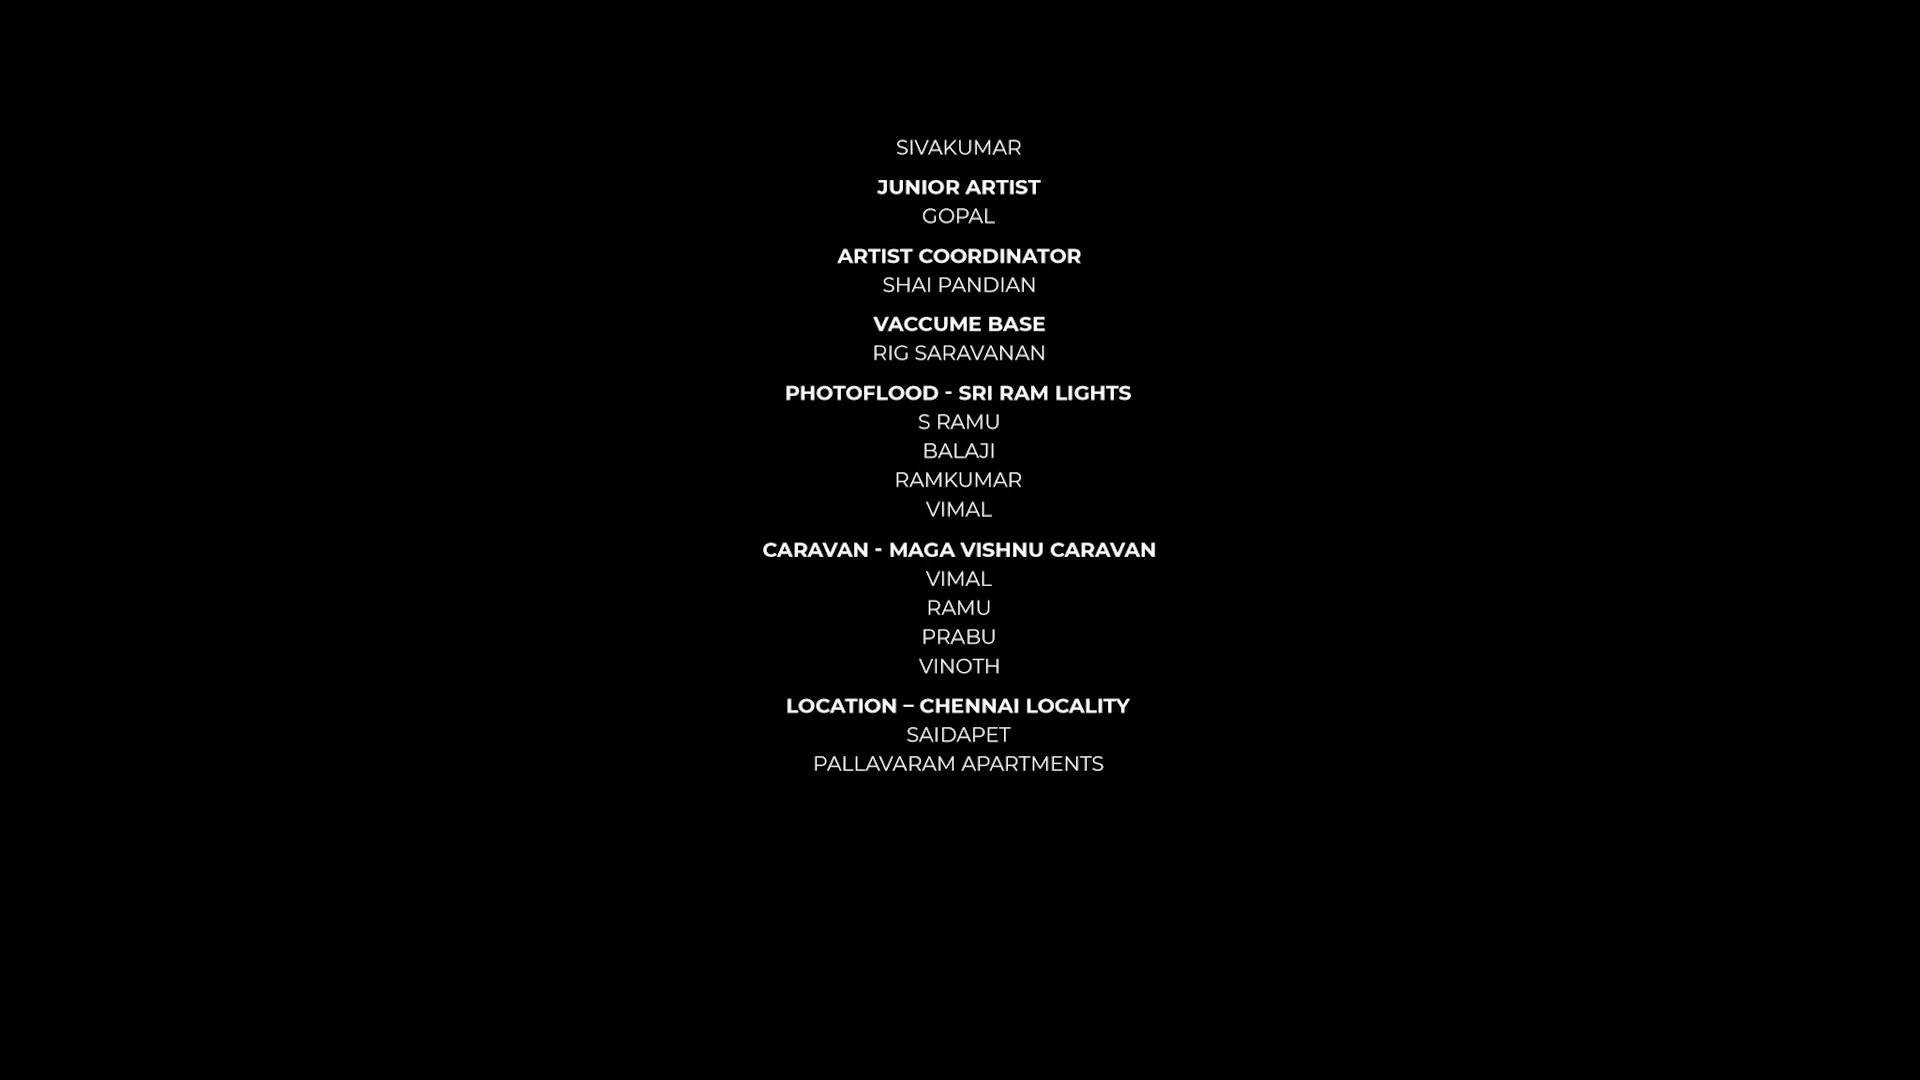 SIVAKUMAR
JUNIOR ARTIST
GOPAL
ARTIST COORDINATOR
SHAI PANDIAN
VACCUME BASE
RIG SARAVANAN
PHOTOFLOOD - SRI RAM LIGHTS
S RAMU
BALAJI
RAMKUMAR
VIMAL
CARAVAN - MAGA VISHNU CARAVAN
VIMAL
RAMU
PRABU
VINOTH
LOCATION – CHENNAI LOCALITY
SAIDAPET
PALLAVARAM APARTMENTS